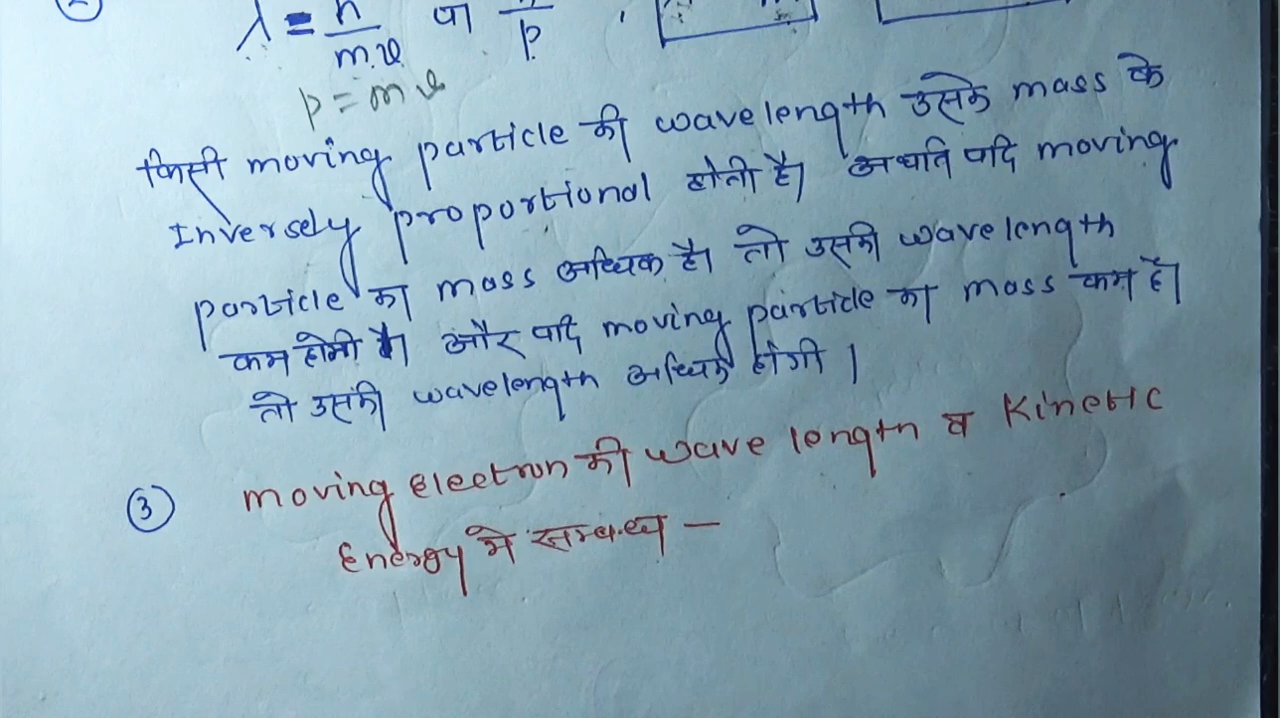 ②
λ = h/m.v या h/p ,
p = mv
किसी moving particle की wavelength उसके mass के
Inversely proportional होती है। अर्थात यदि moving
particle का mass अधिक है। तो उसकी wavelength
कम होगी है। और यदि moving particle का mass कम है।
तो उसकी wavelength अधिक होगी ।
③ moving electron की wave length व Kinetic
Energy मे सम्बन्ध —